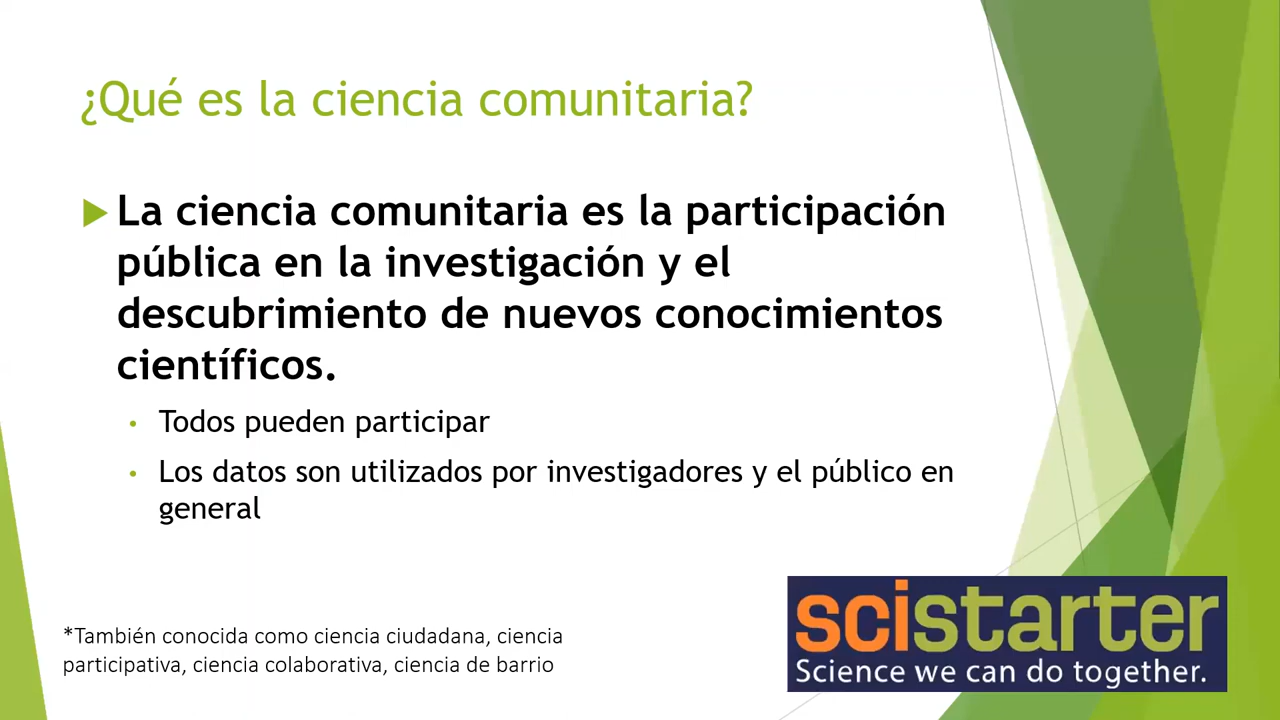 ¿Qué es la ciencia comunitaria?
La ciencia comunitaria es la participación
pública en la investigación y el
descubrimiento de nuevos conocimientos
científicos.
Todos pueden participar
Los datos son utilizados por investigadores y el público en
general
*También conocida como ciencia ciudadana, ciencia
participativa, ciencia colaborativa, ciencia de barrio
scistarter
Science we can do together.